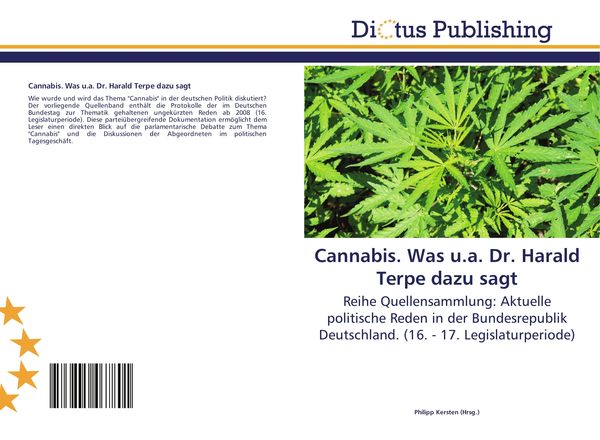 Dictus Publishing
Cannabis. Was u.a. Dr. Harald Terpe dazu sagt
Wie wurde und wird das Thema "Cannabis" in der deutschen Politik diskutiert?
Der vorliegende Quellenband enthält die Protokolle der im Deutschen
Bundestag zur Thematik gehaltenen ungekürzten Reden ab 2008 (16.
Legislaturperiode). Diese parteiübergreifende Dokumentation ermöglicht dem
Leser einen direkten Blick auf die parlamentarische Debatte zum Thema
"Cannabis" und die Diskussionen der Abgeordneten im politischen
Tagesgeschäft.
Cannabis. Was u.a. Dr. Harald
Terpe dazu sagt
Reihe Quellensammlung: Aktuelle
politische Reden in der Bundesrepublik
Deutschland. (16. - 17. Legislaturperiode)
Philipp Kersten (Hrsg.)